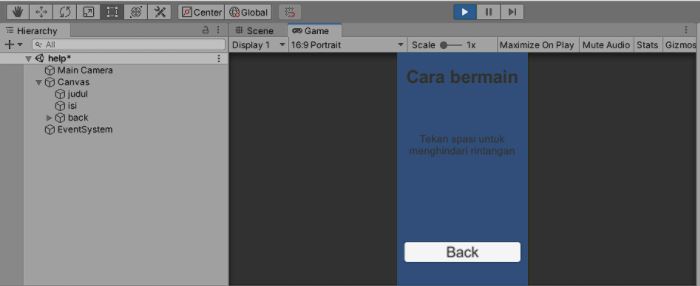 Center Global
Hierarchy
Scene Game
All
Display 1 16:9 Portrait Scale 1x Maximize On Play Mute Audio Stats Gizmos
help*
Main Camera
Canvas
judul
isi
back
EventSystem
Cara bermain
Tekan spasi untuk
menghindari rintangan
Back